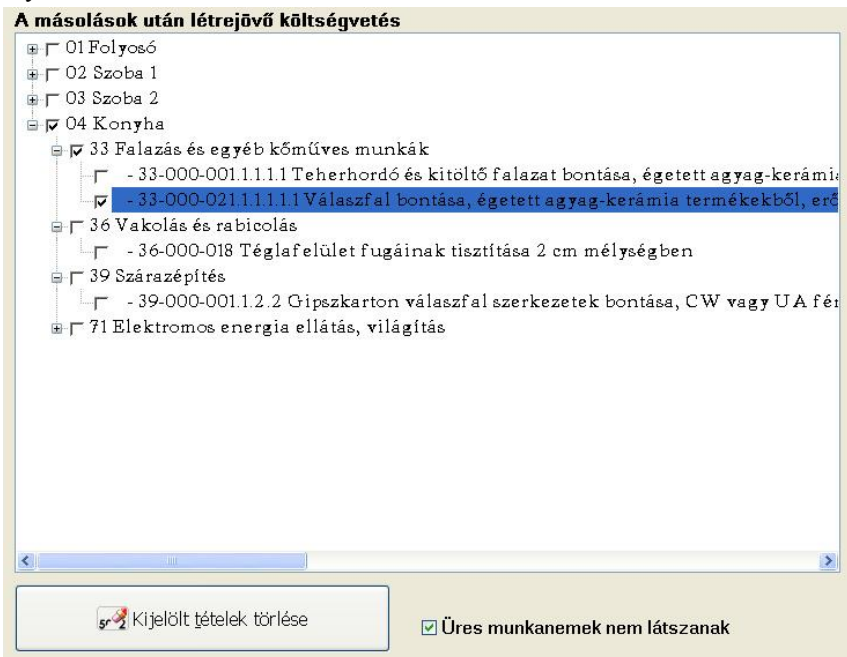 A másolások után létrejövő költségvetés
01 Folyosó
02 Szoba 1
03 Szoba 2
04 Konyha
33 Falazás és egyéb kőműves munkák
- 33-000-001.1.1.1.1 Teherhordó és kitöltő falazat bontása, égetett agyag-kerámia
- 33-000-021.1.1.1.1.1 Válaszfal bontása, égetett agyag-kerámia termékekből, erő
36 Vakolás és rabicolás
- 36-000-018 Téglafelület fugáinak tisztítása 2 cm mélységben
39 Szárazépítés
- 39-000-001.1.2.2 Gipszkarton válaszfal szerkezetek bontása, CW vagy UA fér
71 Elektromos energia ellátás, világítás
Kijelölt tételek törlése
Üres munkanemek nem látszanak